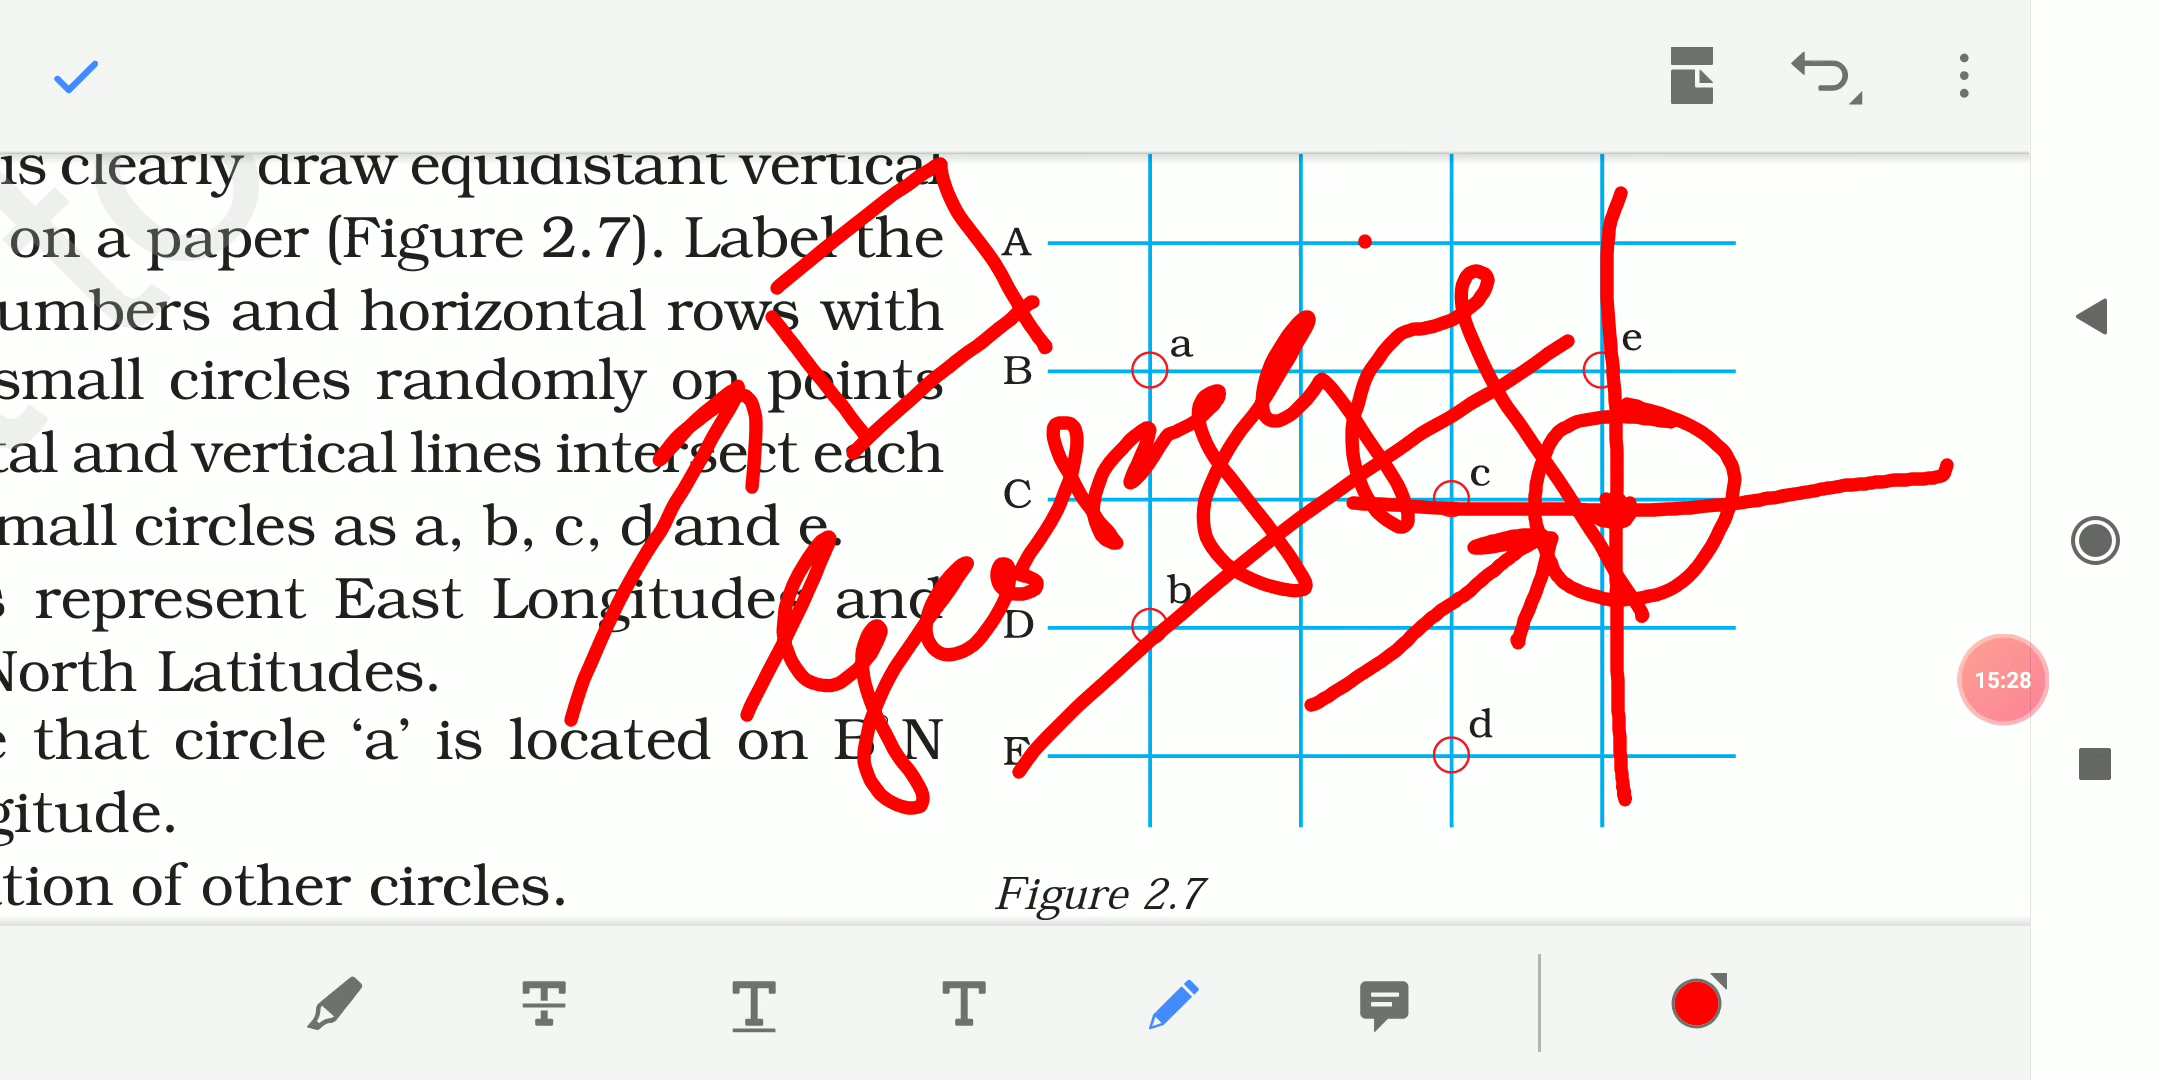 is clearly draw equidistant vertical
on a paper (Figure 2.7). Label the
umbers and horizontal rows with
small circles randomly on points
tal and vertical lines intersect each
mall circles as a, b, c, d and e.
s represent East Longitudes and
North Latitudes.
e that circle ‘a’ is located on B°N
gitude.
ation of other circles.
A
B
C
D
E
a
e
c
b
d
Figure 2.7
15:28